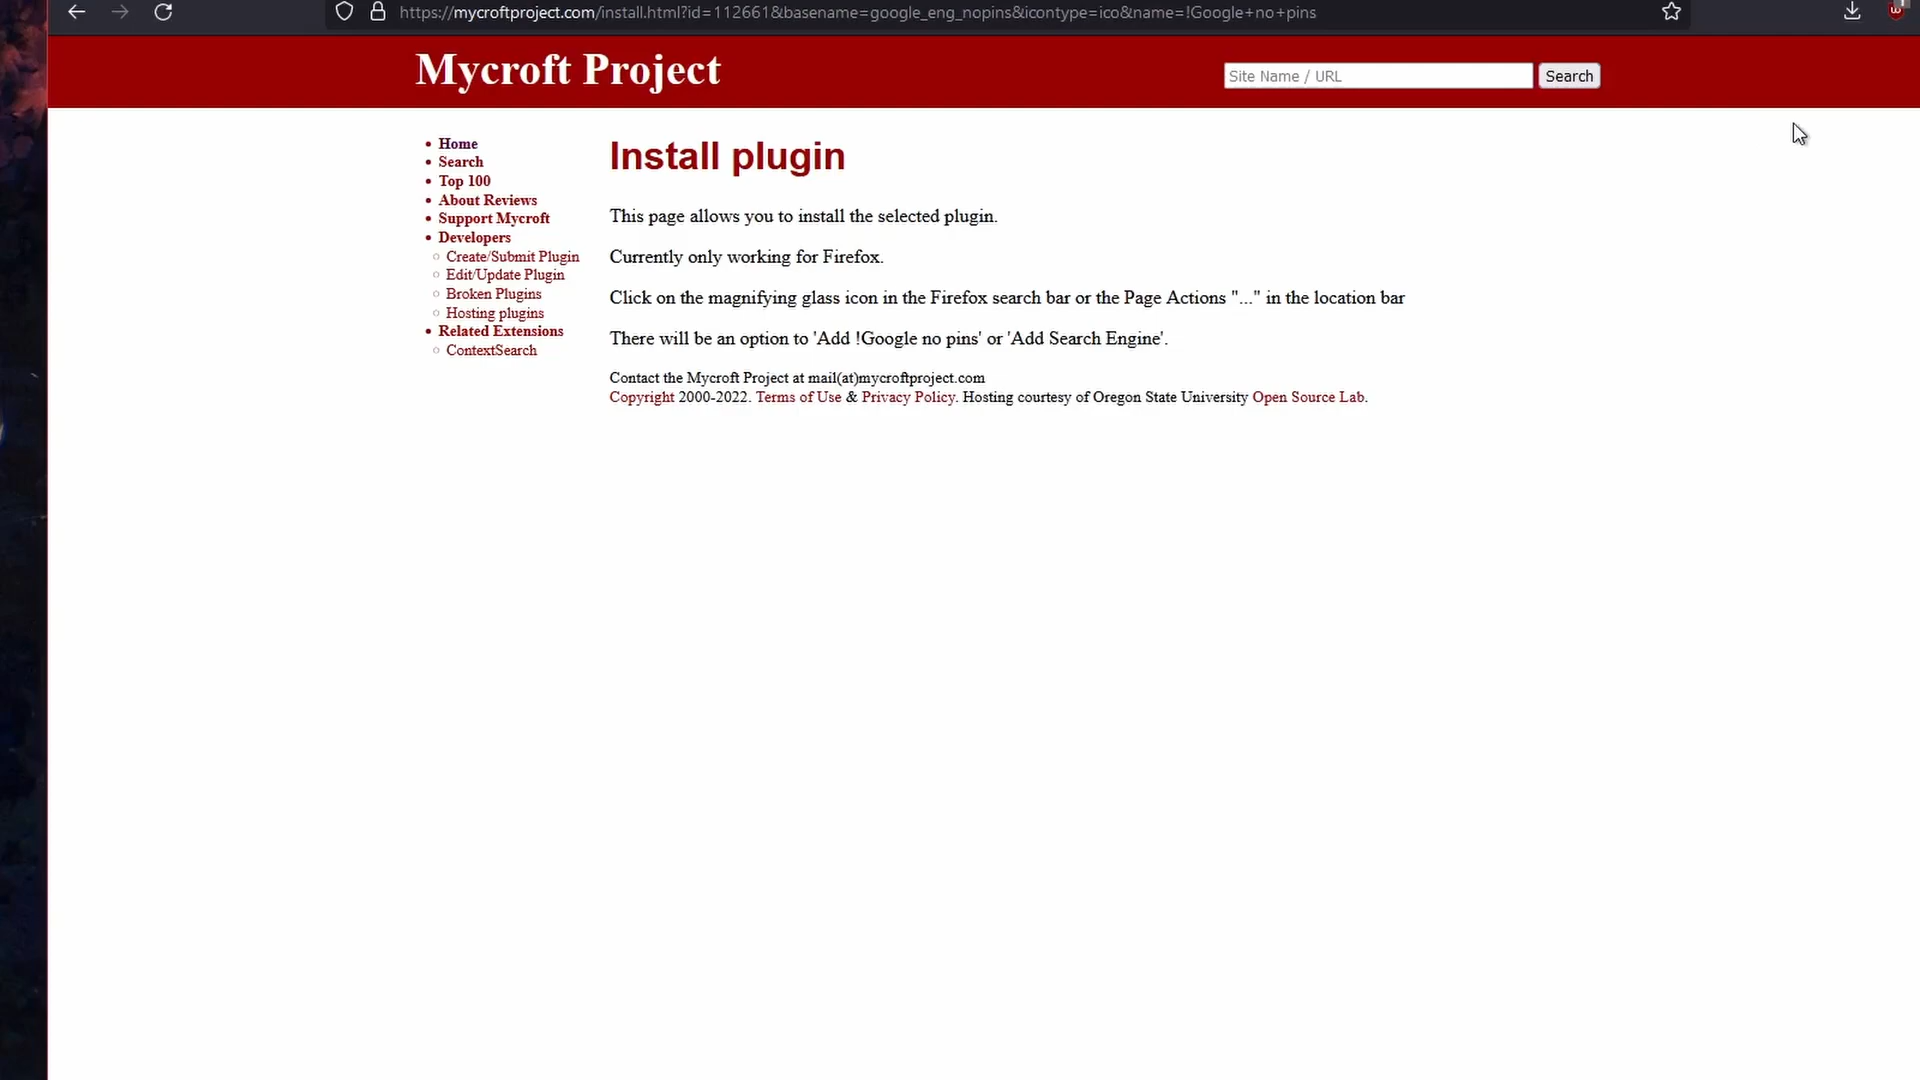 https://mycroftproject.com/install.html?id=112661&basename=google_eng_nopins&icontype=ico&name=!Google+no+pins
Mycroft Project
Site Name / URL
Search
Home
Search
Top 100
About Reviews
Support Mycroft
Developers
Create/Submit Plugin
Edit/Update Plugin
Broken Plugins
Hosting plugins
Related Extensions
ContextSearch
Install plugin
This page allows you to install the selected plugin.
Currently only working for Firefox.
Click on the magnifying glass icon in the Firefox search bar or the Page Actions "..." in the location bar
There will be an option to 'Add !Google no pins' or 'Add Search Engine'.
Contact the Mycroft Project at mail(at)mycroftproject.com
Copyright 2000-2022. Terms of Use & Privacy Policy. Hosting courtesy of Oregon State University Open Source Lab.